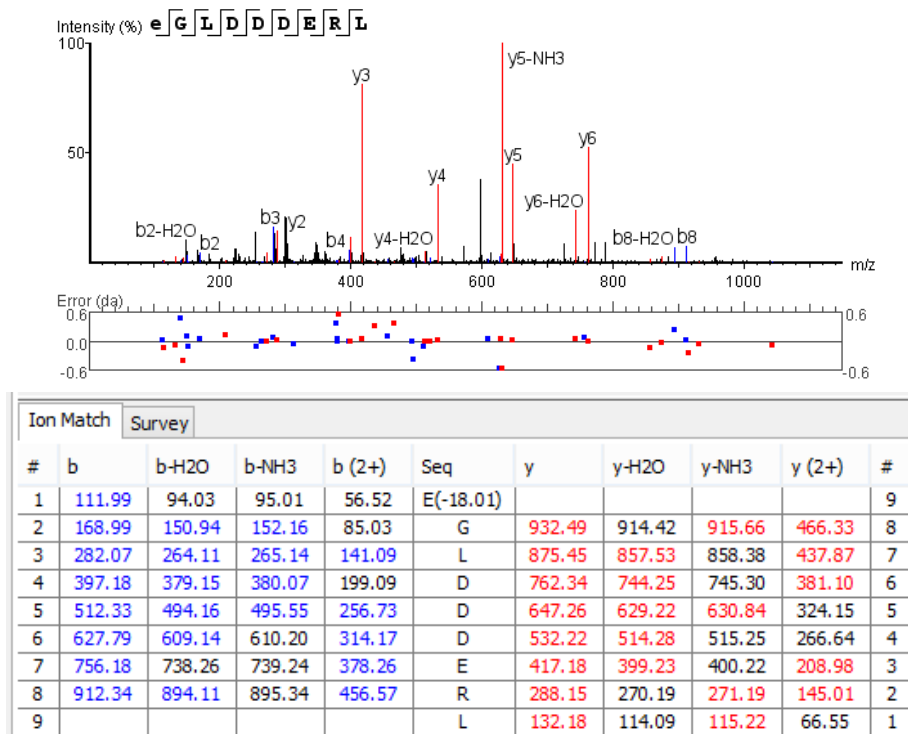 Intensity (%) e G L D D D E R L
100
y5-NH3
y3
50
y6
y5
y4
y6-H2O
b3 y2
b2-H2O b2 b4 y4-H2O b8-H2O b8
m/z
200 400 600 800 1000
Error (da)
0.6 0.6
0.0 0.0
-0.6 -0.6
Ion Match Survey
# b b-H2O b-NH3 b (2+) Seq y y-H2O y-NH3 y (2+) #
1 111.99 94.03 95.01 56.52 E(-18.01) 9
2 168.99 150.94 152.16 85.03 G 932.49 914.42 915.66 466.33 8
3 282.07 264.11 265.14 141.09 L 875.45 857.53 858.38 437.87 7
4 397.18 379.15 380.07 199.09 D 762.34 744.25 745.30 381.10 6
5 512.33 494.16 495.55 256.73 D 647.26 629.22 630.84 324.15 5
6 627.79 609.14 610.20 314.17 D 532.22 514.28 515.25 266.64 4
7 756.18 738.26 739.24 378.26 E 417.18 399.23 400.22 208.98 3
8 912.34 894.11 895.34 456.57 R 288.15 270.19 271.19 145.01 2
9 L 132.18 114.09 115.22 66.55 1